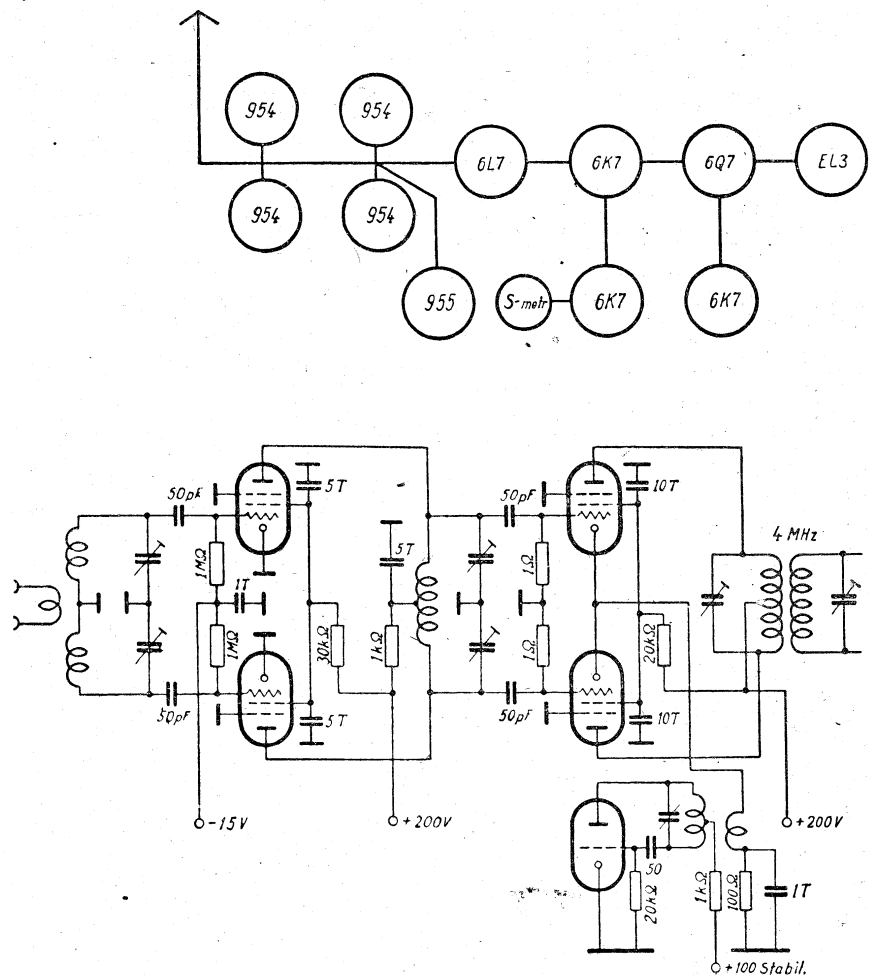 954
954
954
954
6L7
6K7
6Q7
EL3
955
S-metr
6K7
6K7
50pF
5T
50pF
10T
4 MHz
1MΩ
1T
5T
1Ω
1MΩ
30kΩ
1kΩ
1Ω
20kΩ
50pF
5T
50pF
10T
-15V
+200V
+200V
50
20kΩ
1kΩ
100Ω
1T
+100 Stabil.